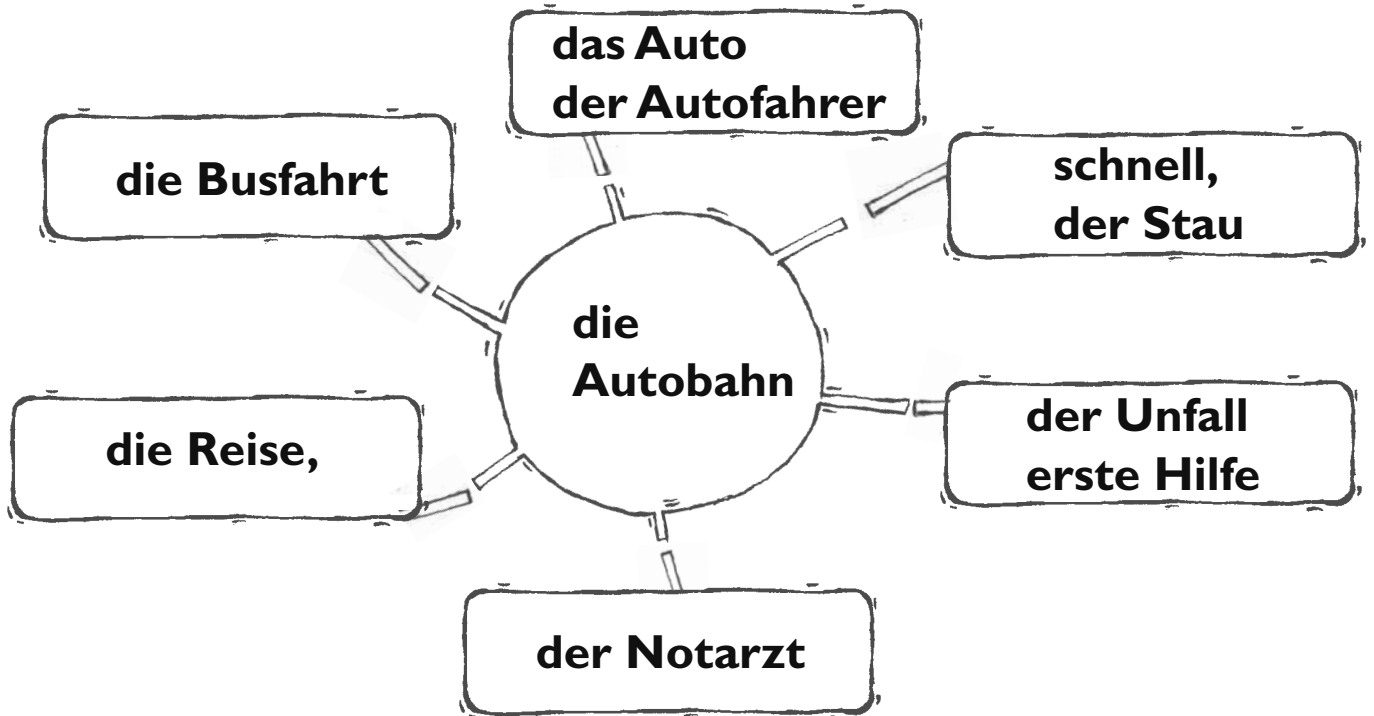 das Auto
der Autofahrer
die Busfahrt
schnell,
der Stau
die
Autobahn
die Reise,
der Unfall
erste Hilfe
der Notarzt